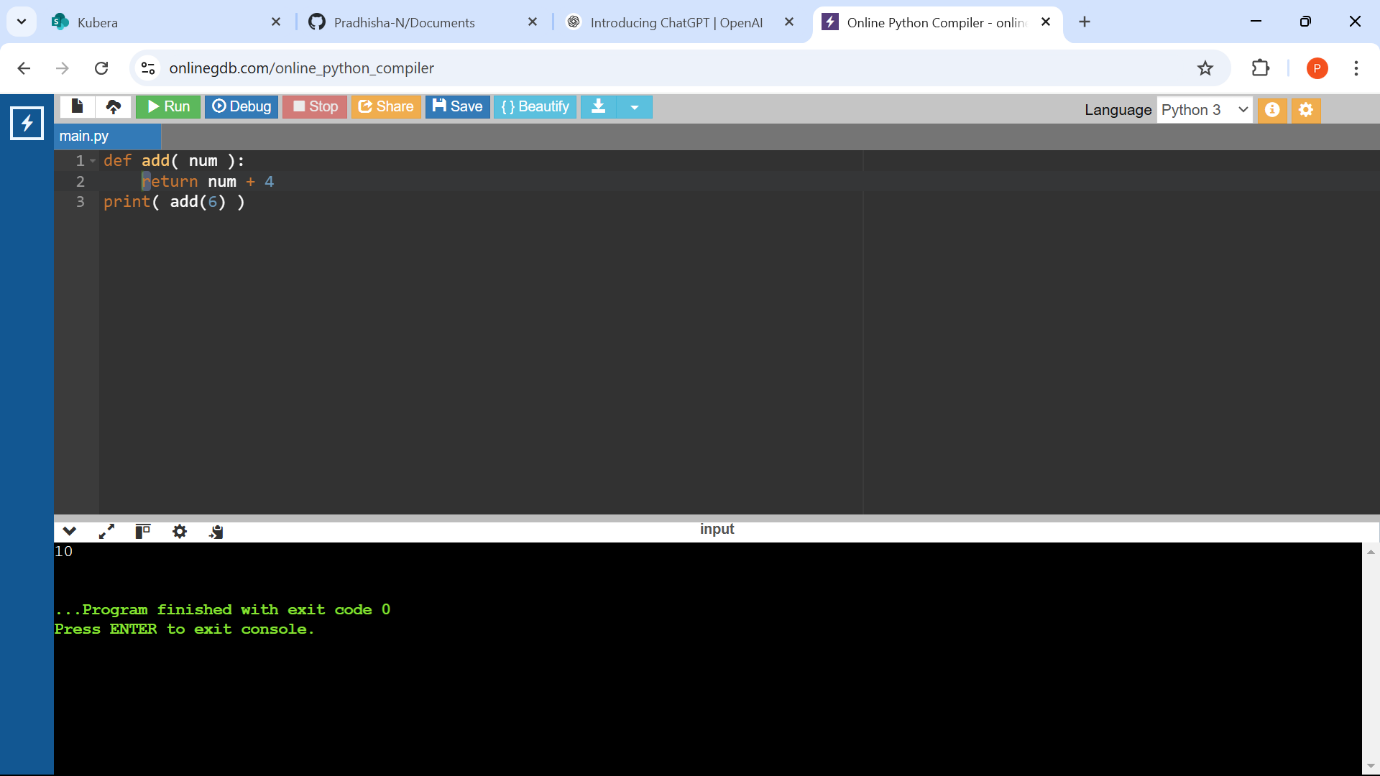 Kubera
Pradhisha-N/Documents
Introducing ChatGPT | OpenAI
Online Python Compiler - onlin
onlinegdb.com/online_python_compiler
P
Run
Debug
Stop
Share
Save
{ } Beautify
Language
Python 3
main.py
1 def add( num ):
2     return num + 4
3 print( add(6) )
input
10
...Program finished with exit code 0
Press ENTER to exit console.